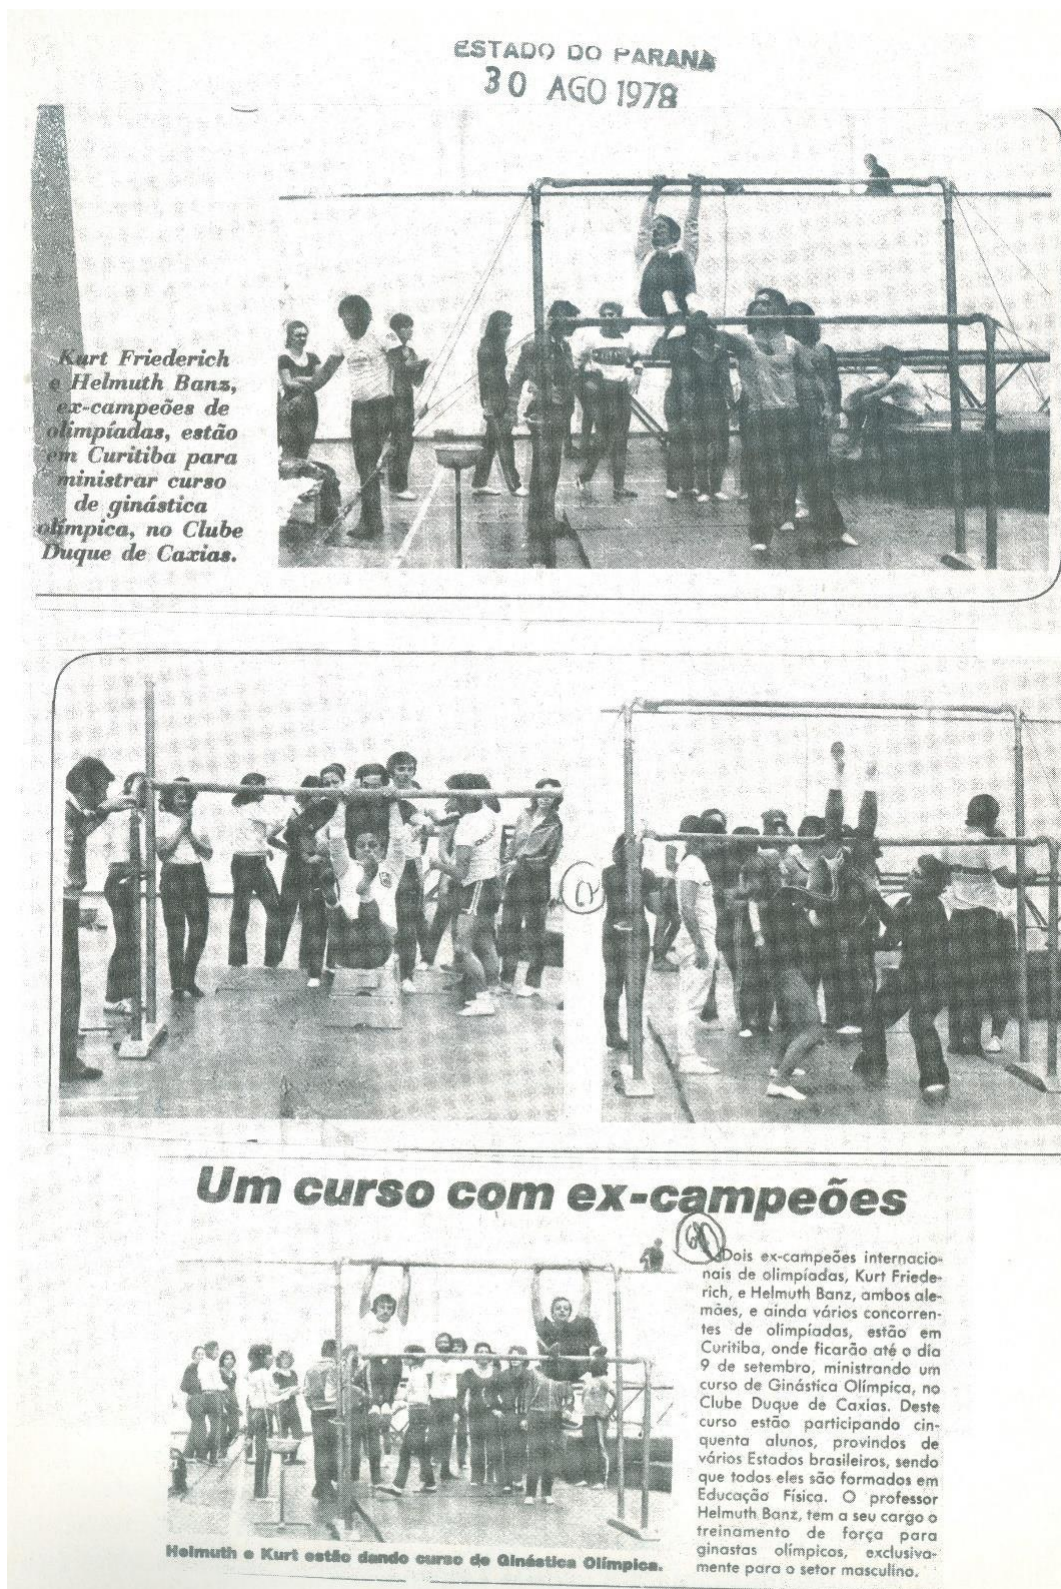 ESTADO DO PARANÁ
30 AGO 1978
Kurt Friederich
e Helmuth Banz,
ex-campeões de
olimpíadas, estão
em Curitiba para
ministrar curso
de ginástica
olímpica, no Clube
Duque de Caxias.
Um curso com ex-campeões
Dois ex-campeões internacio-
nais de olimpíadas, Kurt Friede-
rich, e Helmuth Banz, ambos ale-
mães, e ainda vários concorren-
tes de olimpíadas, estão em
Curitiba, onde ficarão até o dia
9 de setembro, ministrando um
curso de Ginástica Olímpica, no
Clube Duque de Caxias. Deste
curso estão participando cin-
quenta alunos, provindos de
vários Estados brasileiros, sendo
que todos eles são formados em
Educação Física. O professor
Helmuth Banz, tem a seu cargo o
treinamento de força para
ginastas olímpicos, exclusiva-
mente para o setor masculino.
Helmuth e Kurt estão dando curso de Ginástica Olímpica.